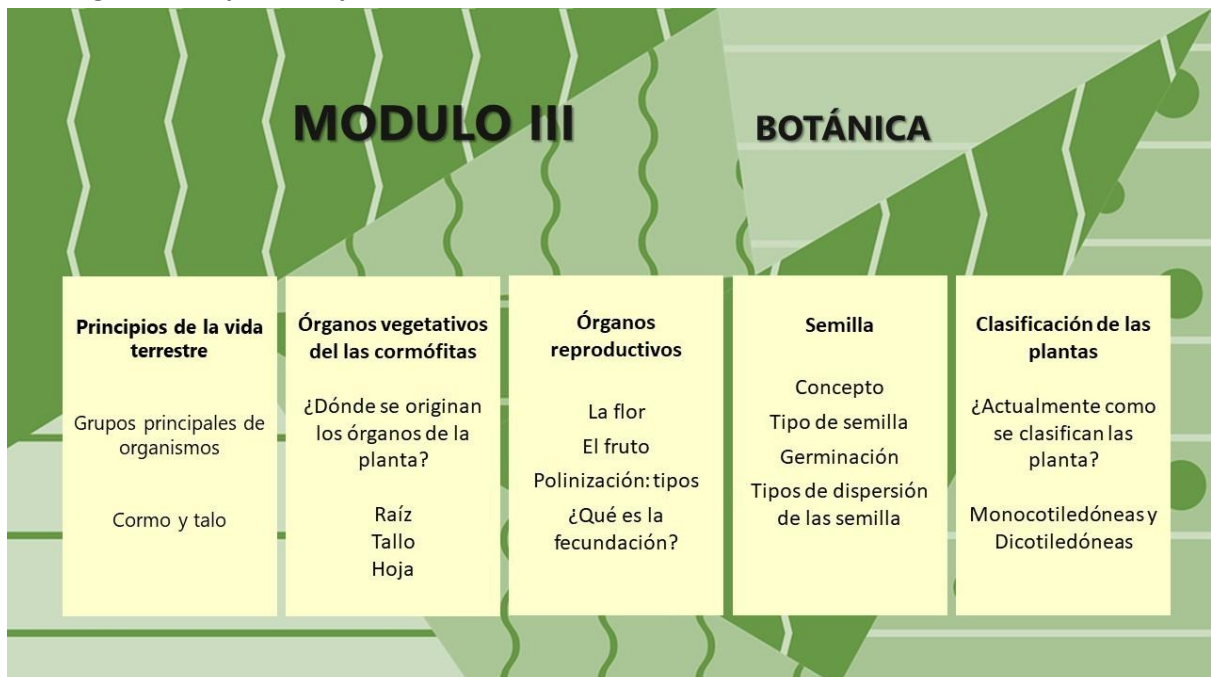 MODULO III
BOTÁNICA
Principios de la vida
terrestre
Grupos principales de
organismos
Cormo y talo
Órganos vegetativos
del las cormófitas
¿Dónde se originan
los órganos de la
planta?
Raíz
Tallo
Hoja
Órganos
reproductivos
La flor
El fruto
Polinización: tipos
¿Qué es la
fecundación?
Semilla
Concepto
Tipo de semilla
Germinación
Tipos de dispersión
de las semilla
Clasificación de las
plantas
¿Actualmente como
se clasifican las
planta?
Monocotiledóneas y
Dicotiledóneas